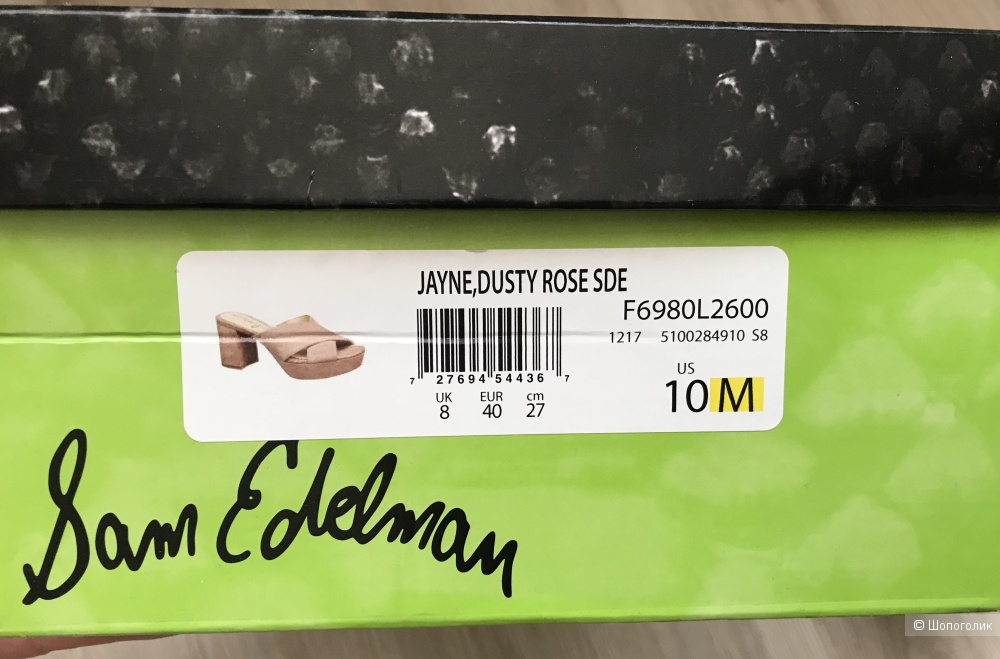 JAYNE,DUSTY ROSE SDE
F6980L2600
1217 5100284910 S8
7 27694 54436 7
UK EUR cm
8 40 27
US
10 M
Sam Edelman
© Шопоголик